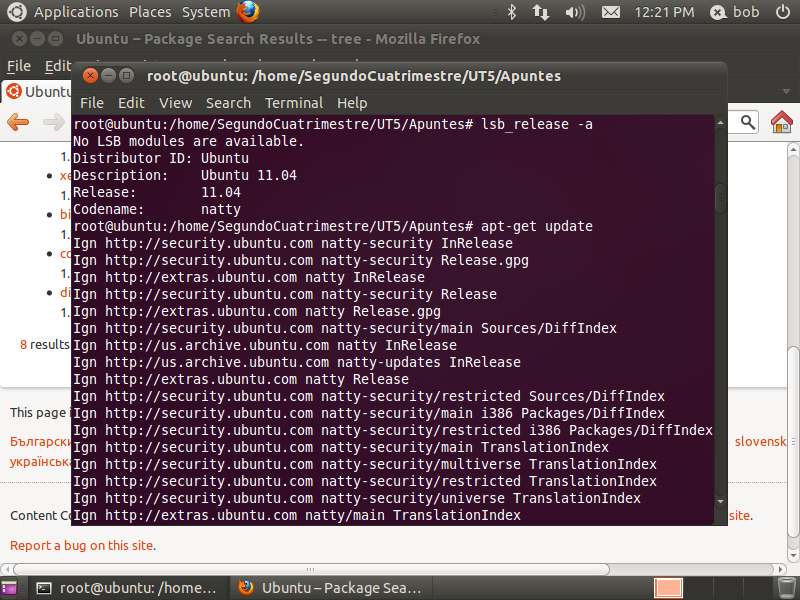 Applications Places System 12:21 PM bob
Ubuntu – Package Search Results -- tree - Mozilla Firefox
File Edit
root@ubuntu: /home/SegundoCuatrimestre/UT5/Apuntes
Ubuntu
File Edit View Search Terminal Help
root@ubuntu:/home/SegundoCuatrimestre/UT5/Apuntes# lsb_release -a
No LSB modules are available.
Distributor ID: Ubuntu
Description: Ubuntu 11.04
Release: 11.04
Codename: natty
root@ubuntu:/home/SegundoCuatrimestre/UT5/Apuntes# apt-get update
Ign http://security.ubuntu.com natty-security InRelease
Ign http://security.ubuntu.com natty-security Release.gpg
Ign http://extras.ubuntu.com natty InRelease
Ign http://security.ubuntu.com natty-security Release
Ign http://extras.ubuntu.com natty Release.gpg
Ign http://security.ubuntu.com natty-security/main Sources/DiffIndex
Ign http://us.archive.ubuntu.com natty InRelease
Ign http://us.archive.ubuntu.com natty-updates InRelease
Ign http://extras.ubuntu.com natty Release
Ign http://security.ubuntu.com natty-security/restricted Sources/DiffIndex
Ign http://security.ubuntu.com natty-security/main i386 Packages/DiffIndex
Ign http://security.ubuntu.com natty-security/restricted i386 Packages/DiffIndex
Ign http://security.ubuntu.com natty-security/main TranslationIndex
Ign http://security.ubuntu.com natty-security/multiverse TranslationIndex
Ign http://security.ubuntu.com natty-security/restricted TranslationIndex
Ign http://security.ubuntu.com natty-security/universe TranslationIndex
Ign http://extras.ubuntu.com natty/main TranslationIndex
1.
xe
1.
bi
1.
co
1.
di
1.
8 results
This page
Български slovensk
українська
Content Co site.
Report a bug on this site.
root@ubuntu: /home... Ubuntu – Package Sea...